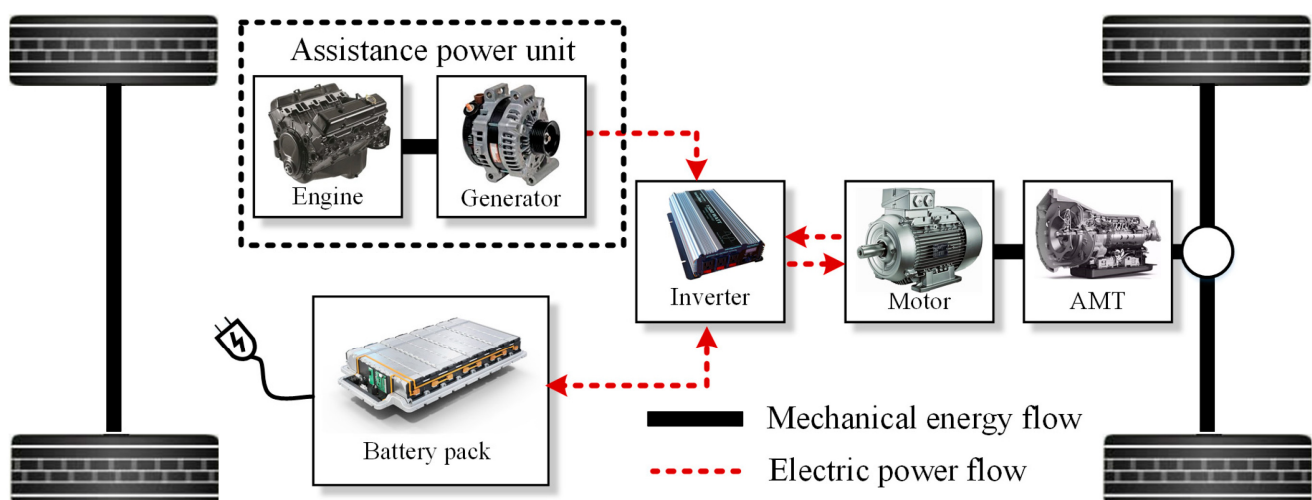 Assistance power unit
Engine
Generator
Inverter
Motor
AMT
Battery pack
Mechanical energy flow
Electric power flow